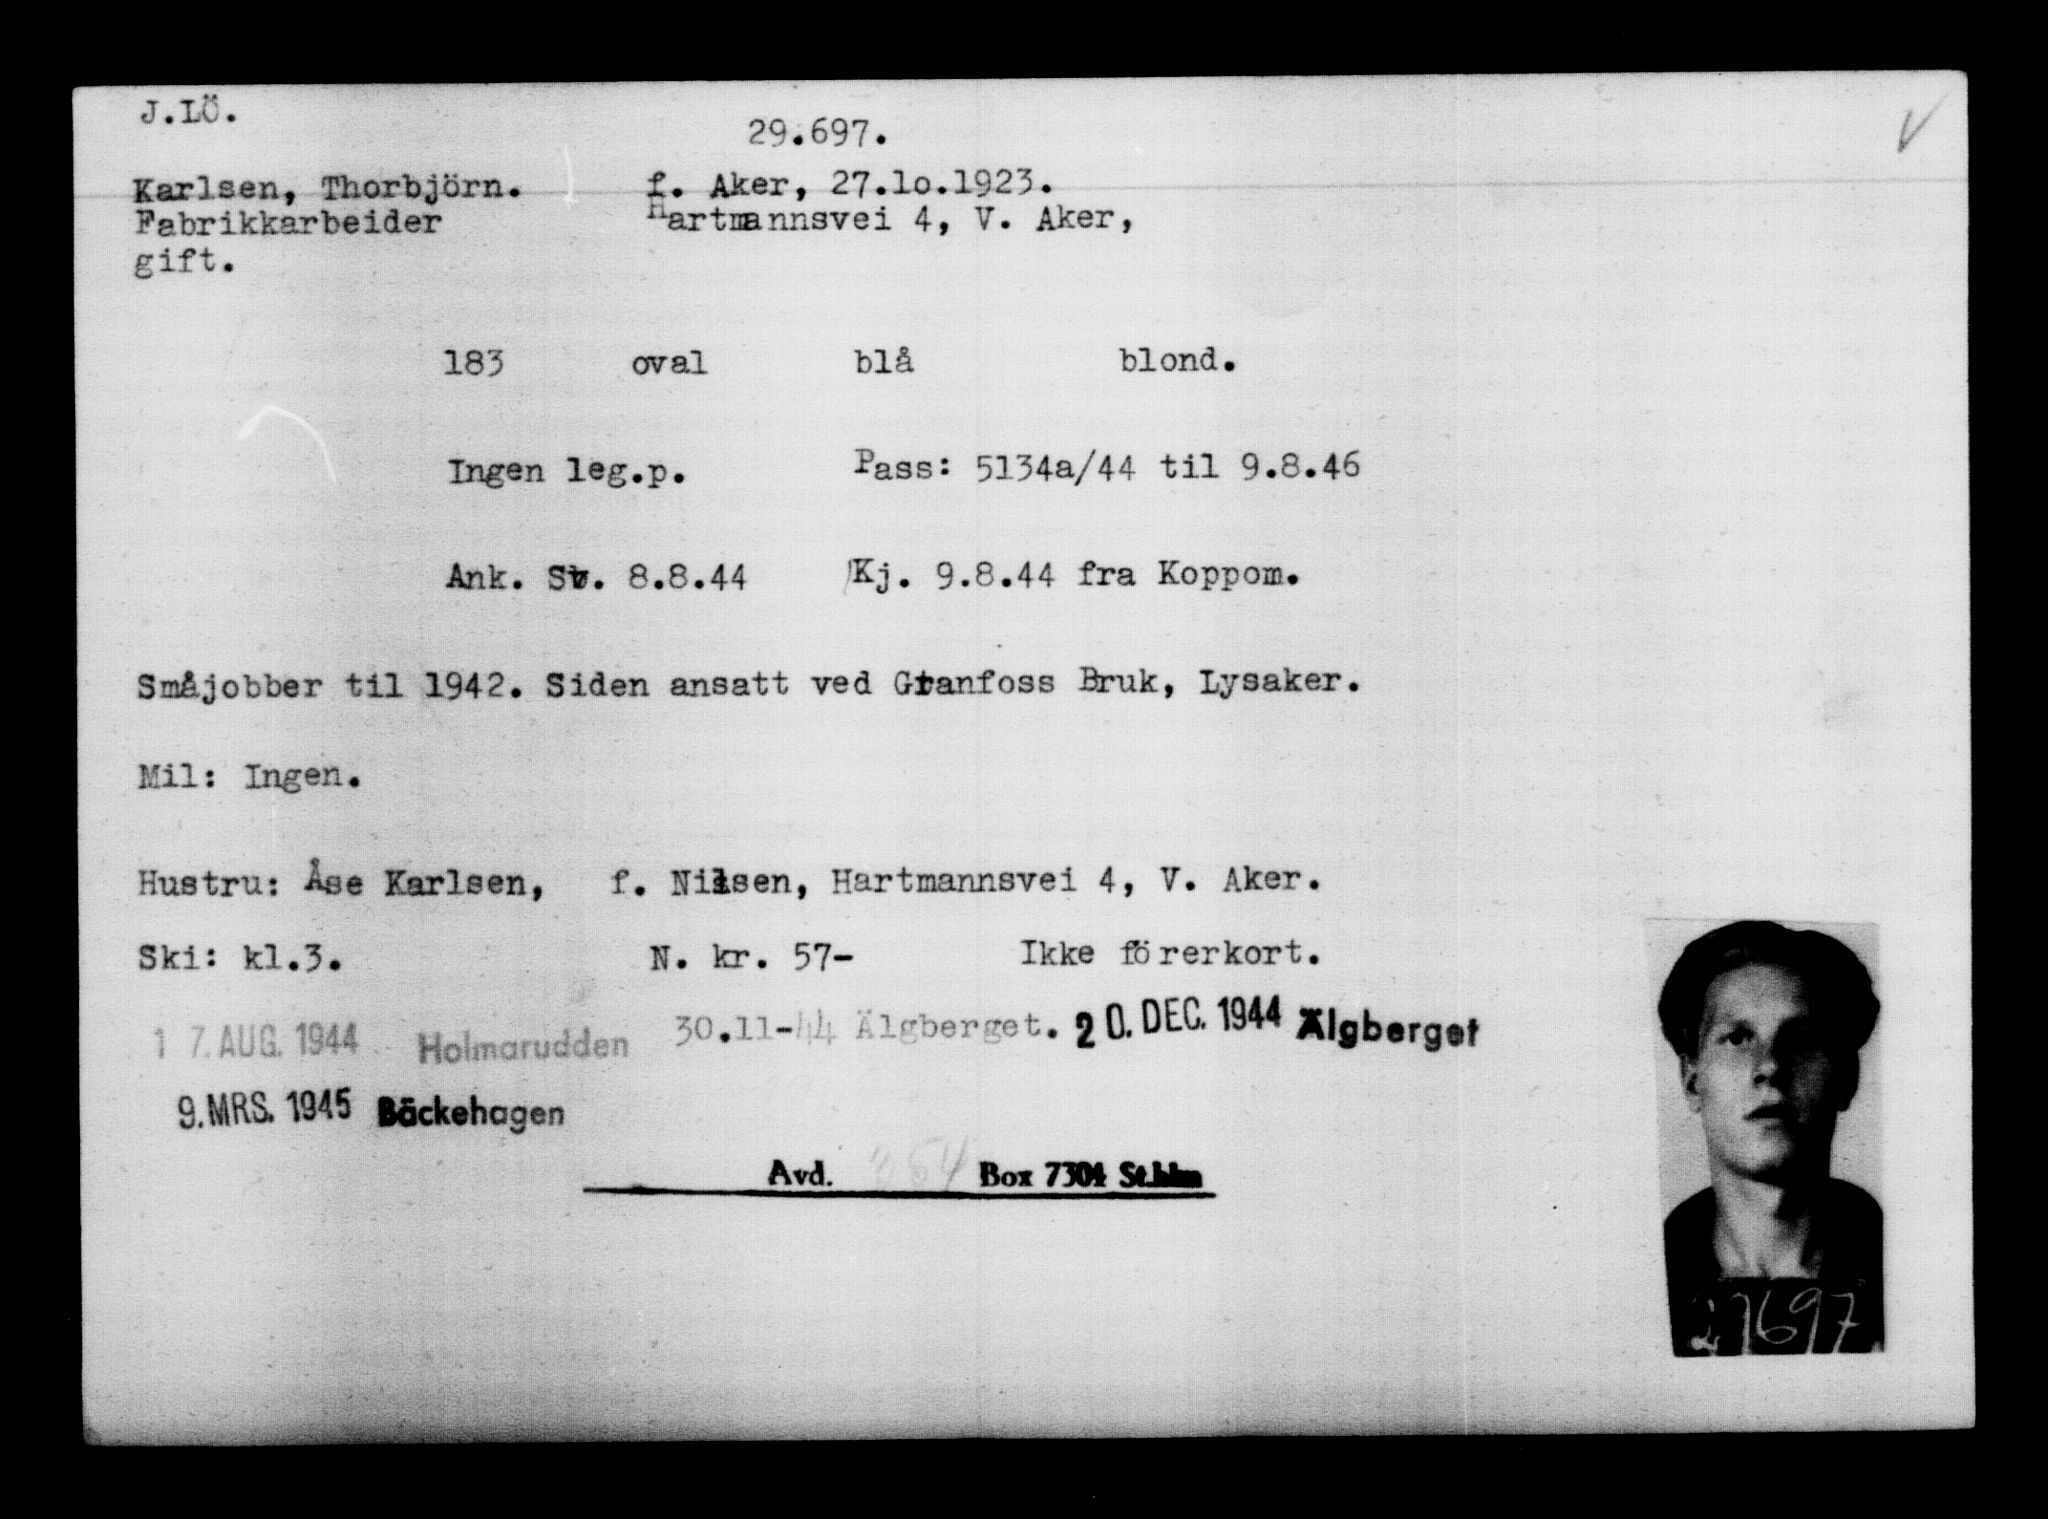 J.LÖ.
29.697.
V
Karlsen, Thorbjörn. f. Aker, 27.lo.1923.
Fabrikkarbeider Hartmannsvei 4, V. Aker,
gift.
183 oval blå blond.
Ingen leg.p. Pass: 5134a/44 til 9.8.46
Ank. Sv. 8.8.44 Kj. 9.8.44 fra Koppom.
Småjobber til 1942. Siden ansatt ved Granfoss Bruk, Lysaker.
Mil: Ingen.
Hustru: Åse Karlsen, f. Nilsen, Hartmannsvei 4, V. Aker.
Ski: kl.3. N. kr. 57- Ikke förerkort.
17. AUG. 1944 Holmarudden 30.11-44 Älgberget. 20. DEC. 1944 Älgberget
9. MRS. 1945 Bäckehagen
Avd. 364 Box 7304 St.hlm
29697